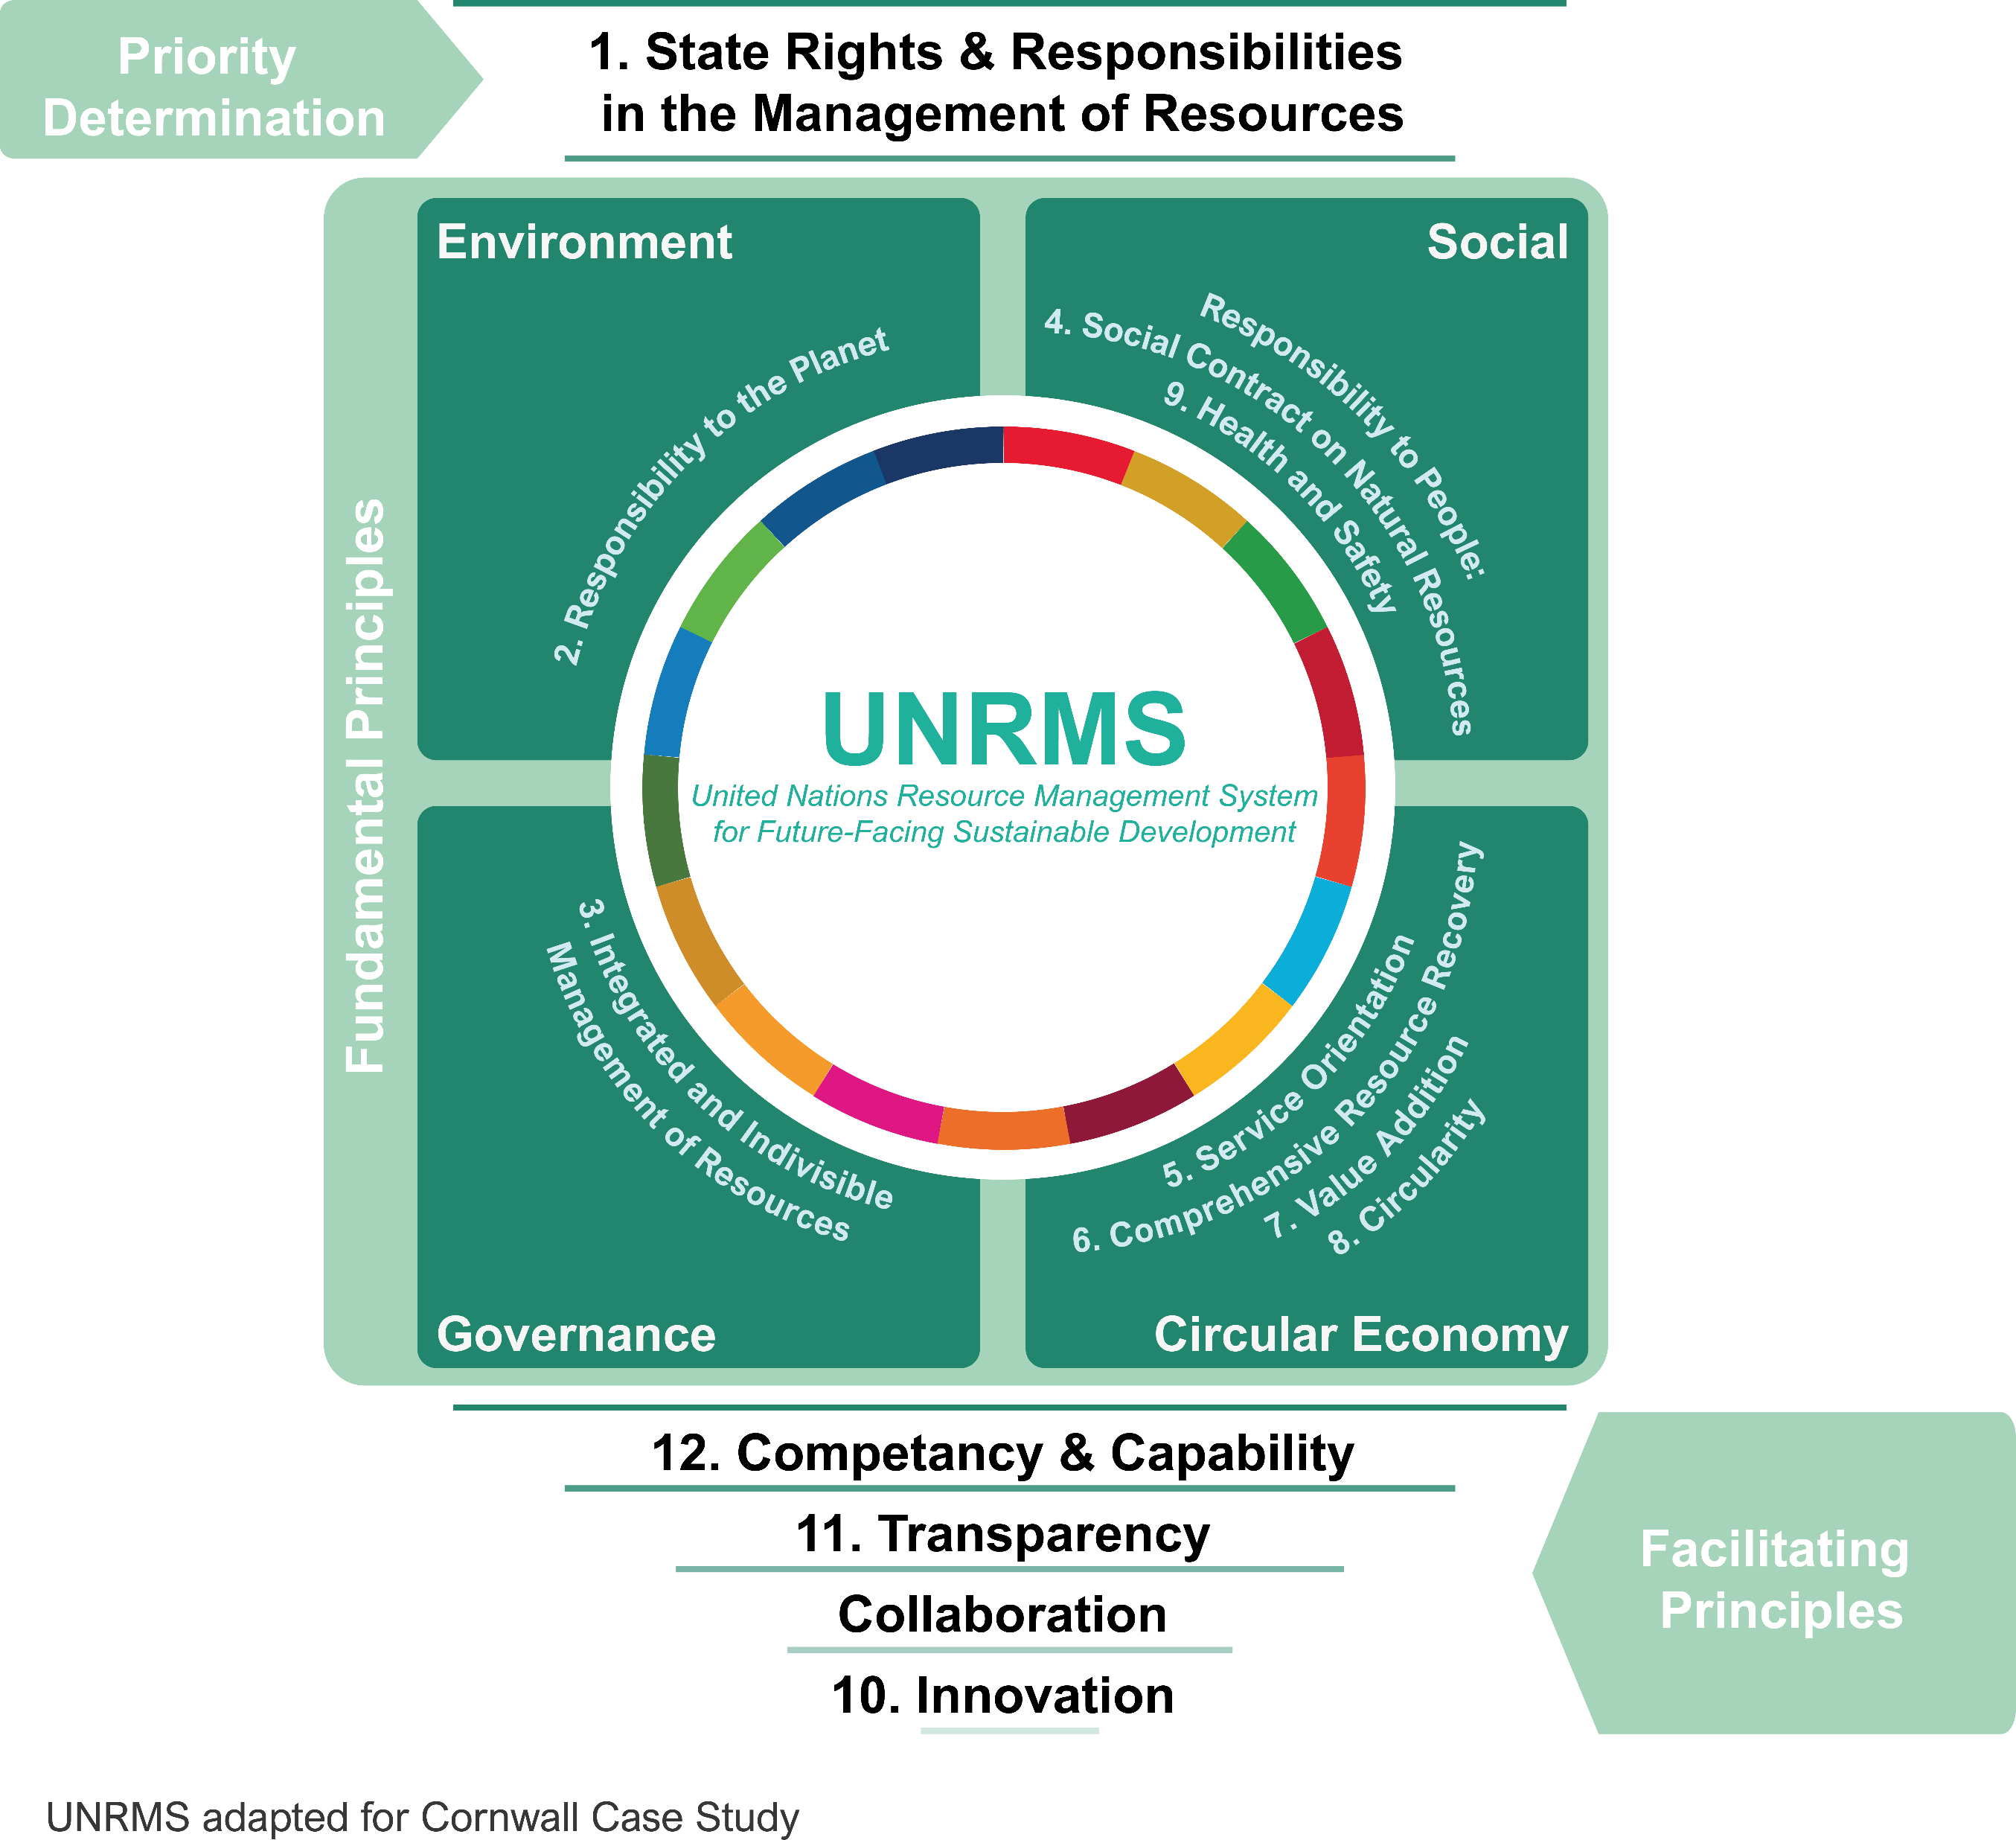 Priority
Determination
1. State Rights & Responsibilities
in the Management of Resources
Fundamental Principles
Environment
2. Responsibility to the Planet
Social
Responsibility to People:
4. Social Contract on Natural Resources
9. Health and Safety
UNRMS
United Nations Resource Management System
for Future-Facing Sustainable Development
3. Integrated and Indivisible
Management of Resources
Governance
5. Service Orientation
6. Comprehensive Resource Recovery
7. Value Addition
8. Circularity
Circular Economy
12. Competancy & Capability
11. Transparency
Collaboration
10. Innovation
Facilitating
Principles
UNRMS adapted for Cornwall Case Study